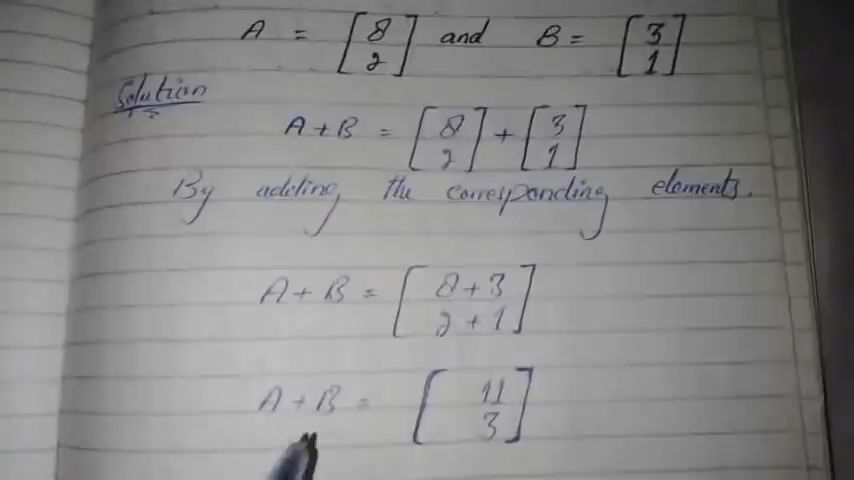 A = [8 2] and B = [3 1]
Solution
A+B = [8 2] + [3 1]
By adding the corresponding elements.
A+B = [8+3 2+1]
A+B = [11 3]